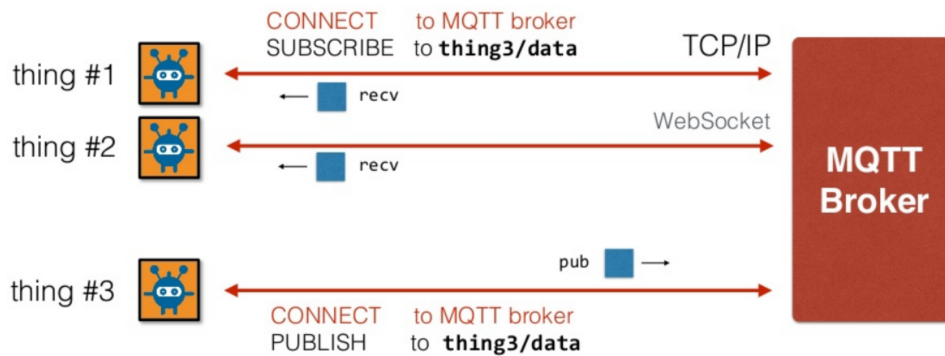 CONNECT to MQTT broker
SUBSCRIBE to thing3/data
TCP/IP
thing #1
recv
WebSocket
thing #2
recv
MQTT
Broker
pub
thing #3
CONNECT to MQTT broker
PUBLISH to thing3/data